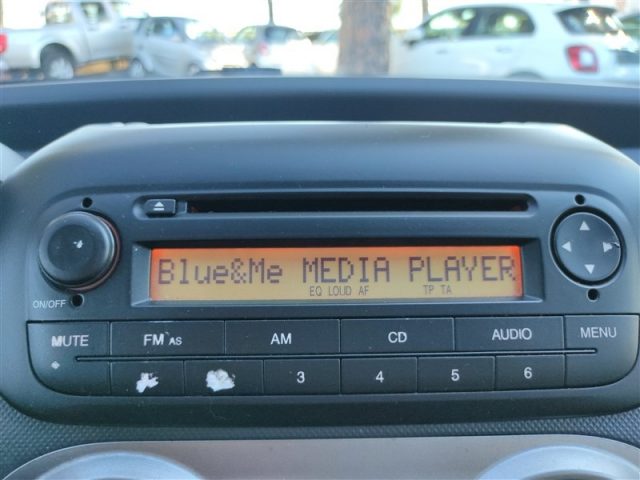 Blue&Me MEDIA PLAYER
EQ LOUD AF TP TA
ON/OFF
MUTE FM AS AM CD AUDIO MENU
3 4 5 6